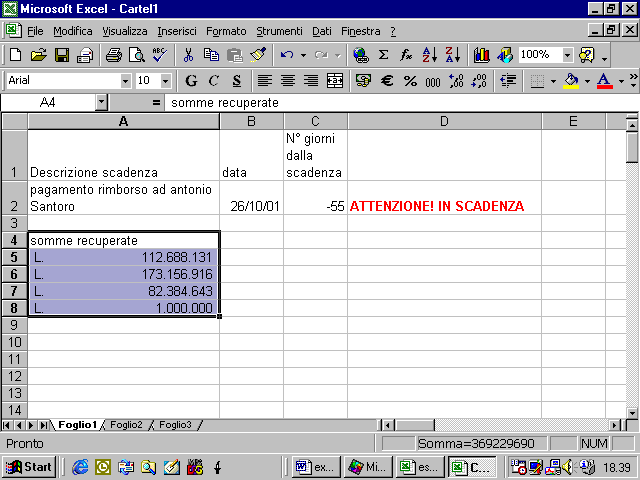 Microsoft Excel - Cartel1
File Modifica Visualizza Inserisci Formato Strumenti Dati Finestra ?
100%
Arial 10 G C S % 000
A4 = somme recuperate
A B C D E
1 Descrizione scadenza data N° giorni dalla scadenza
2 pagamento rimborso ad antonio Santoro 26/10/01 -55 ATTENZIONE! IN SCADENZA
3
4 somme recuperate
5 L. 112.688.131
6 L. 173.156.916
7 L. 82.384.643
8 L. 1.000.000
9
10
11
12
13
14
Foglio1 Foglio2 Foglio3
Pronto Somma=369229690 NUM
Start ex... Mi... es... C... 18.39